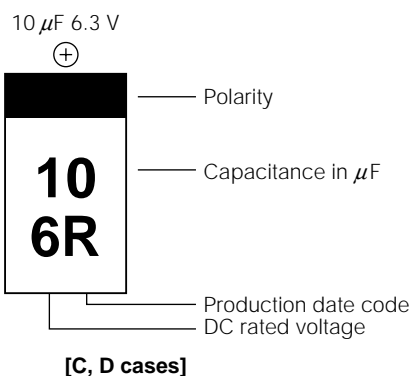 10 μF 6.3 V
+
Polarity
10
Capacitance in μF
6R
Production date code
DC rated voltage
[C, D cases]